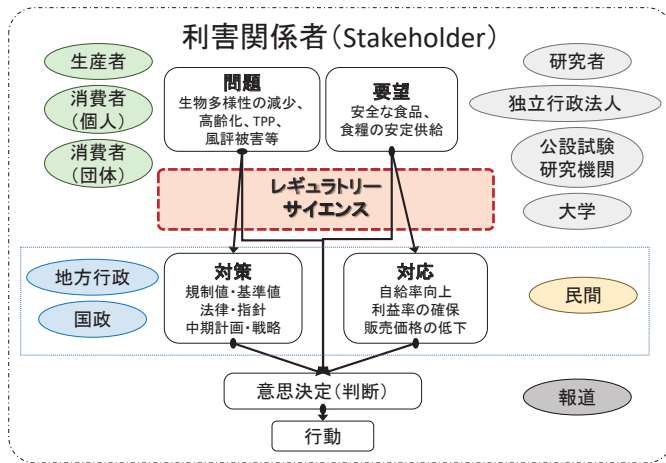 利害関係者(Stakeholder)
生産者
消費者
(個人)
消費者
(団体)
問題
生物多様性の減少、
高齢化、TPP、
風評被害等
要望
安全な食品、
食糧の安定供給
研究者
独立行政法人
公設試験
研究機関
大学
レギュラトリー
サイエンス
地方行政
国政
対策
規制値・基準値
法律・指針
中期計画・戦略
対応
自給率向上
利益率の確保
販売価格の低下
民間
意思決定(判断)
行動
報道